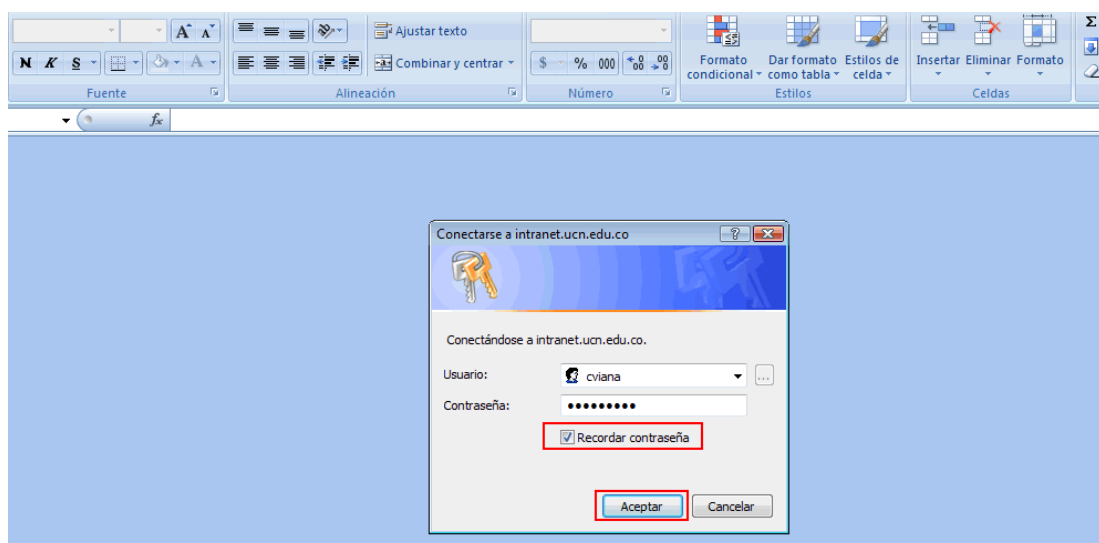 A A Ajustar texto
N K S A Combinar y centrar $ % 000
Formato condicional Dar formato como tabla Estilos de celda Insertar Eliminar Formato Σ
Fuente Alineación Número Estilos Celdas
fx
Conectarse a intranet.ucn.edu.co
Conectándose a intranet.ucn.edu.co.
Usuario: cviana
Contraseña: •••••••••
Recordar contraseña
Aceptar Cancelar